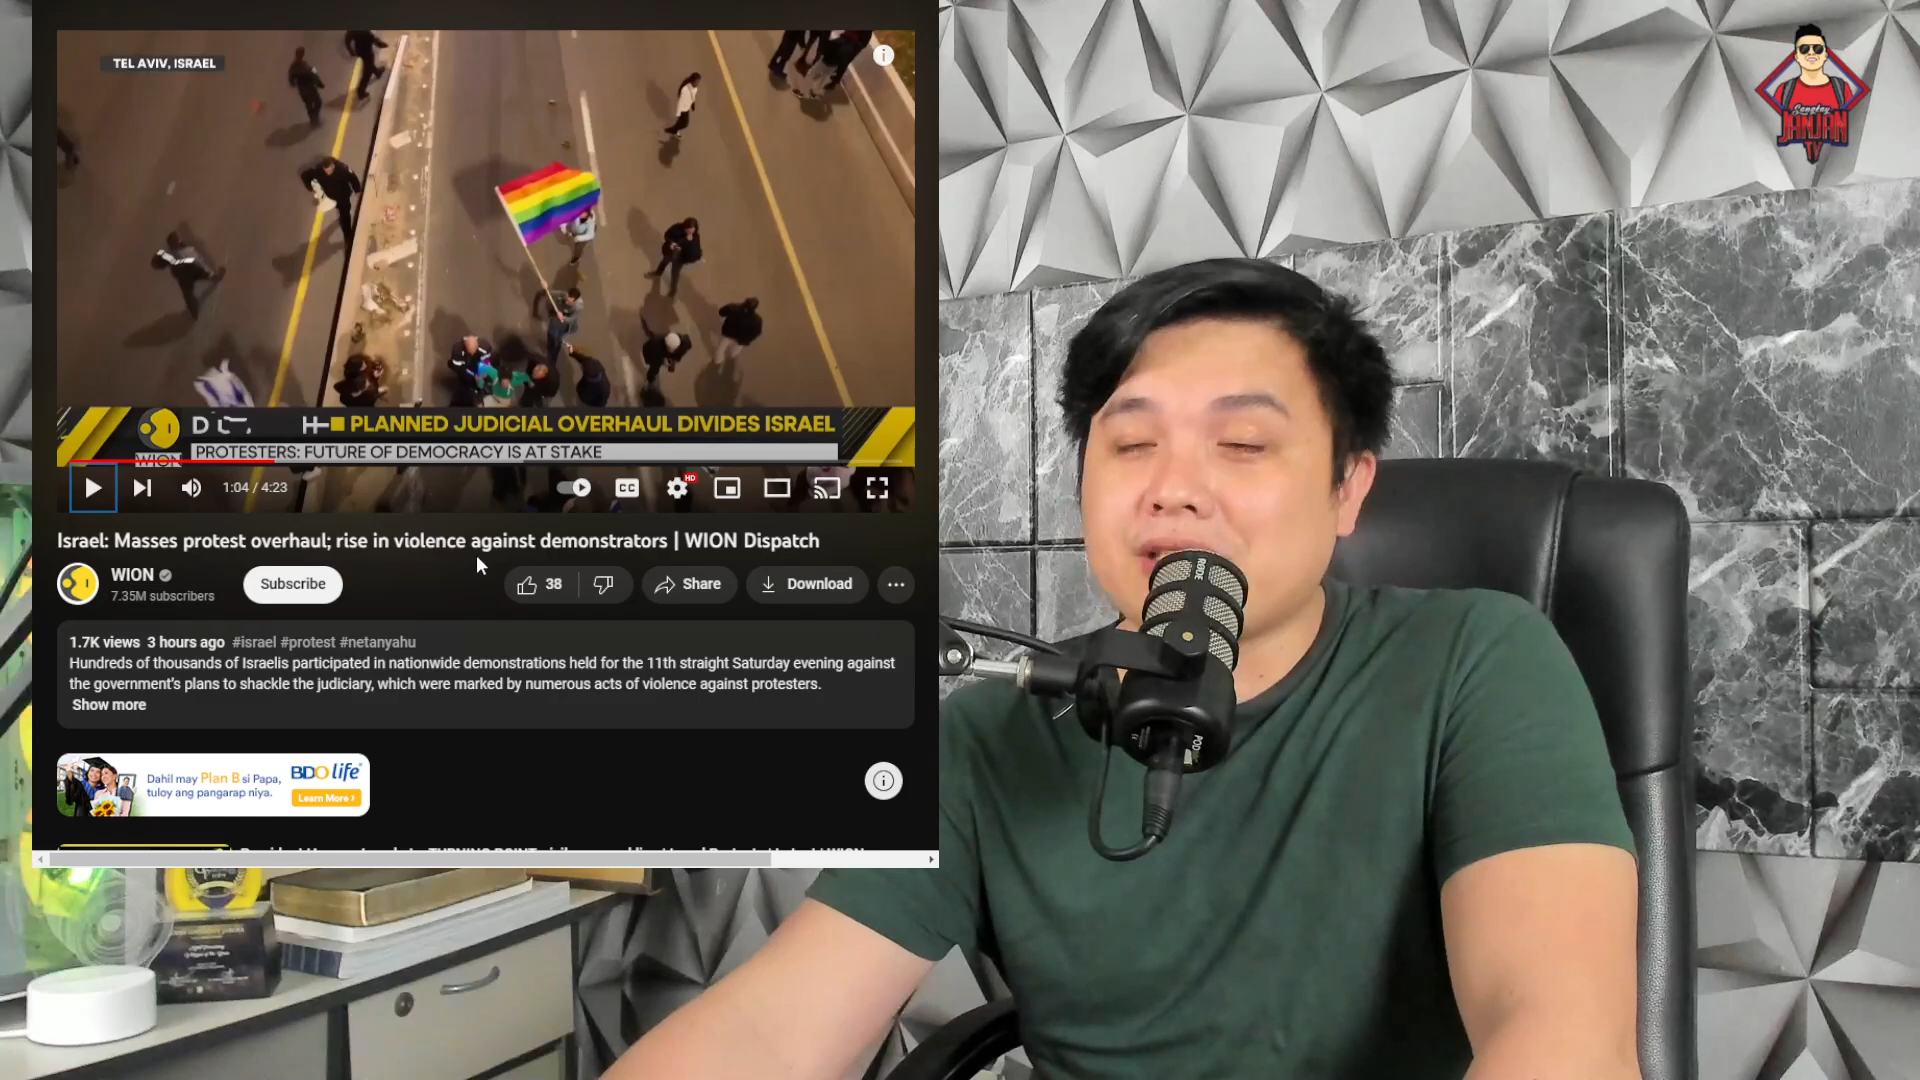 TEL AVIV, ISRAEL
PLANNED JUDICIAL OVERHAUL DIVIDES ISRAEL
PROTESTERS: FUTURE OF DEMOCRACY IS AT STAKE
WION
HD
CC
1:04 / 4:23
Israel: Masses protest overhaul; rise in violence against demonstrators | WION Dispatch
WION
7.35M subscribers
Subscribe
38
Share
Download
1.7K views 3 hours ago #israel #protest #netanyahu
Hundreds of thousands of Israelis participated in nationwide demonstrations held for the 11th straight Saturday evening against
the government's plans to shackle the judiciary, which were marked by numerous acts of violence against protesters.
Show more
Dahil may Plan B si Papa,
tuloy ang pangarap niya.
BDO life
Learn More >
Sangkay
JANJAN
TV
RØDE